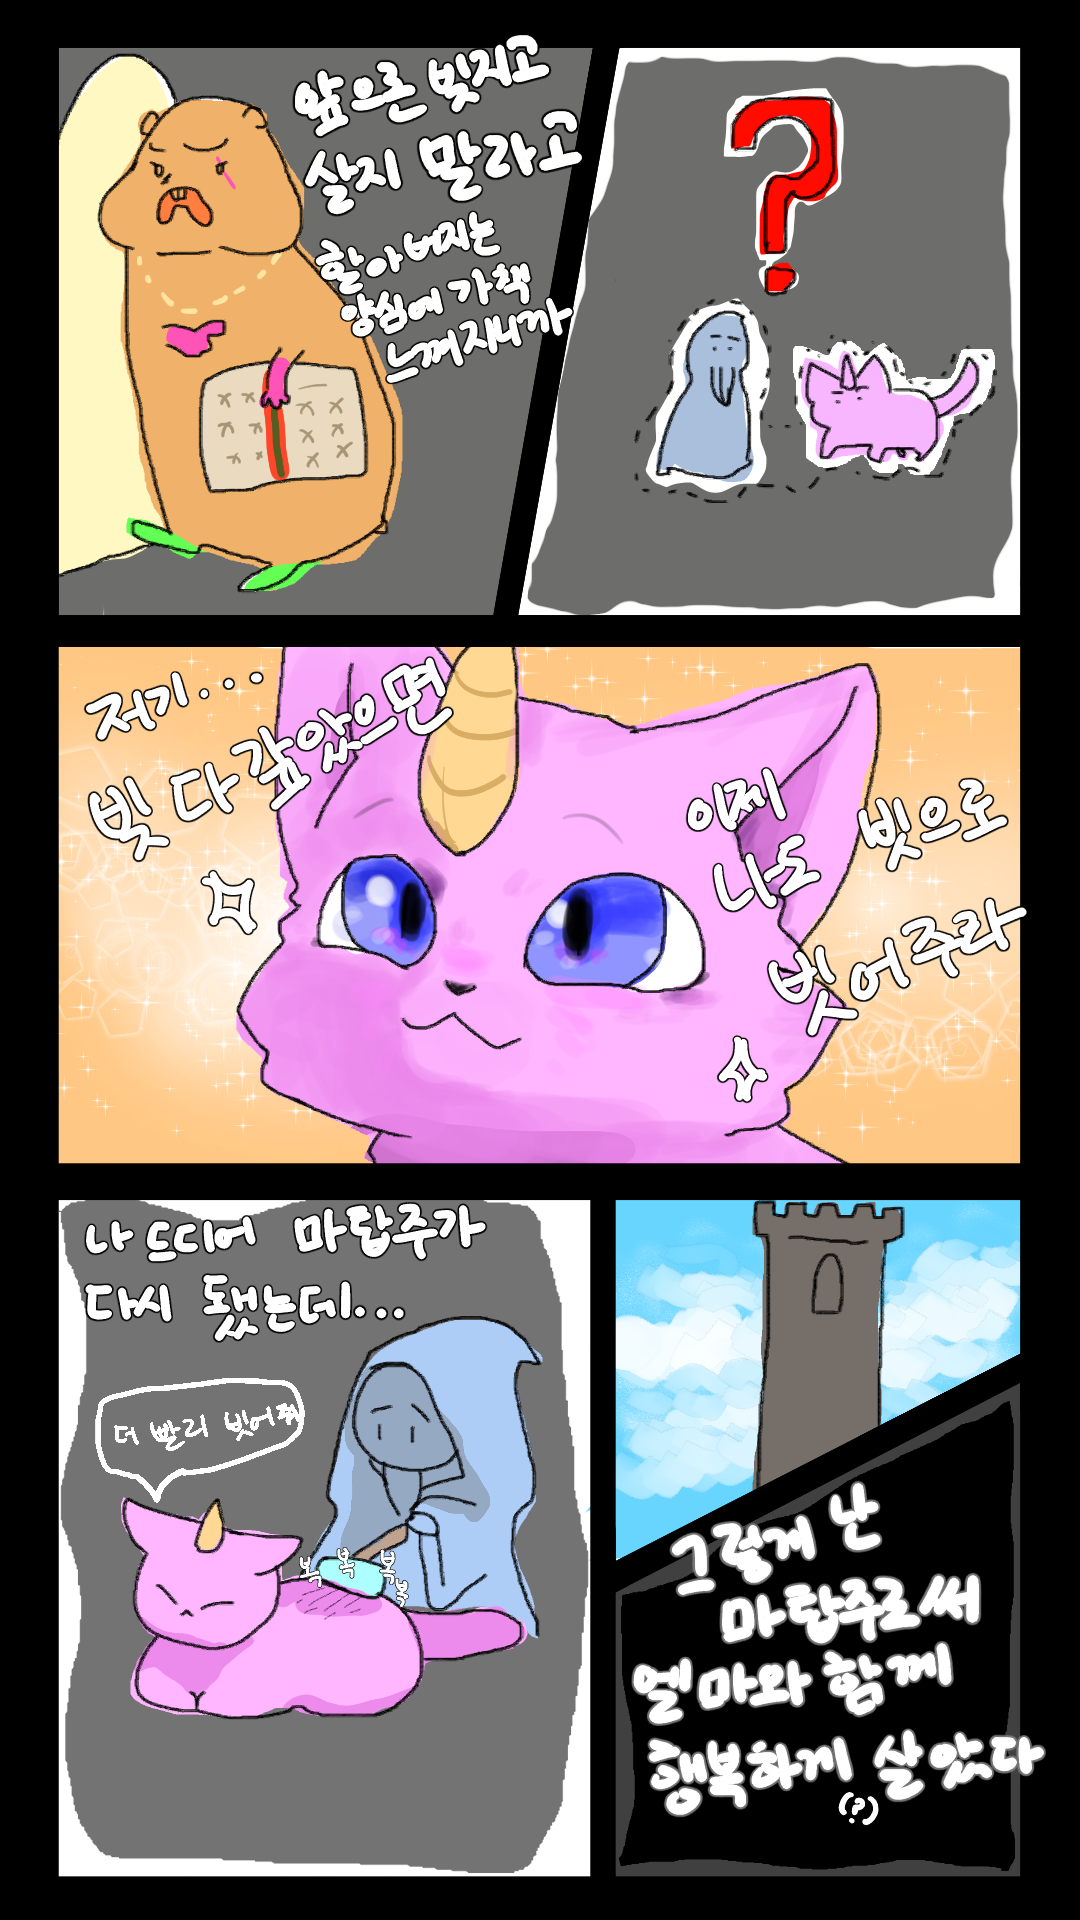 앞으론 빚지고
살지 말라고
할아버지는
양심에 가책
느껴지니까
?
저기...
빚 다 갚았으면
이제
나도 빗으로
빗어주라
나 드디어 마탑주가
다시 됐는데...
더 빨리 빗어줘
복 복 복 복
그렇게 난
마탑주로써
엘마와 함께
행복하게 살았다
(?)